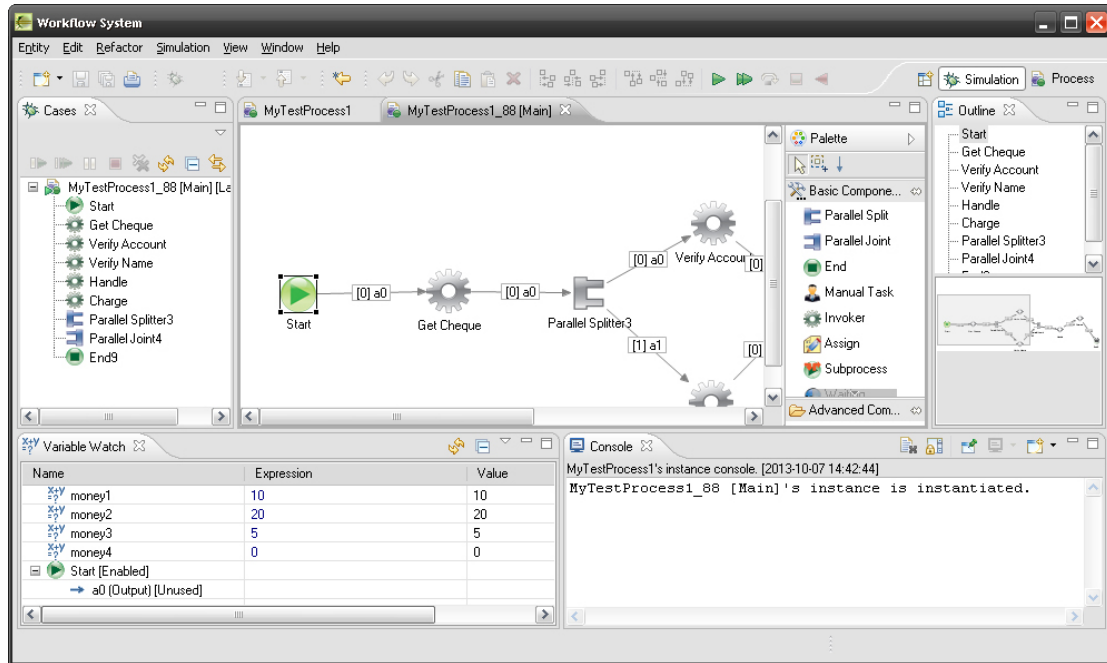 Workflow System
Entity Edit Refactor Simulation View Window Help
Simulation Process
Cases
MyTestProcess1_88 [Main] [La
Start
Get Cheque
Verify Account
Verify Name
Handle
Charge
Parallel Splitter3
Parallel Joint4
End9
MyTestProcess1 MyTestProcess1_88 [Main]
Start
[0] a0
Get Cheque
[0] a0
Parallel Splitter3
[0] a0
Verify Accou
[0]
[1] a1
[0]
Palette
Basic Compone...
Parallel Split
Parallel Joint
End
Manual Task
Invoker
Assign
Subprocess
Advanced Com...
Outline
Start
Get Cheque
Verify Account
Verify Name
Handle
Charge
Parallel Splitter3
Parallel Joint4
Variable Watch
Name Expression Value
money1 10 10
money2 20 20
money3 5 5
money4 0 0
Start [Enabled]
a0 (Output) [Unused]
Console
MyTestProcess1's instance console. [2013-10-07 14:42:44]
MyTestProcess1_88 [Main]'s instance is instantiated.